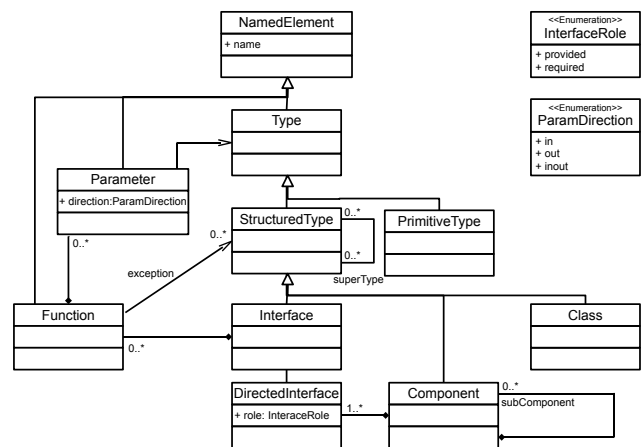 NamedElement
+ name
<<Enumeration>>
InterfaceRole
+ provided
+ required
<<Enumeration>>
ParamDirection
+ in
+ out
+ inout
Type
Parameter
+ direction:ParamDirection
0..*
StructuredType
0..*
0..*
0..*
superType
PrimitiveType
exception
Function
0..*
Interface
Class
DirectedInterface
+ role: InteraceRole
1..*
Component
0..*
subComponent